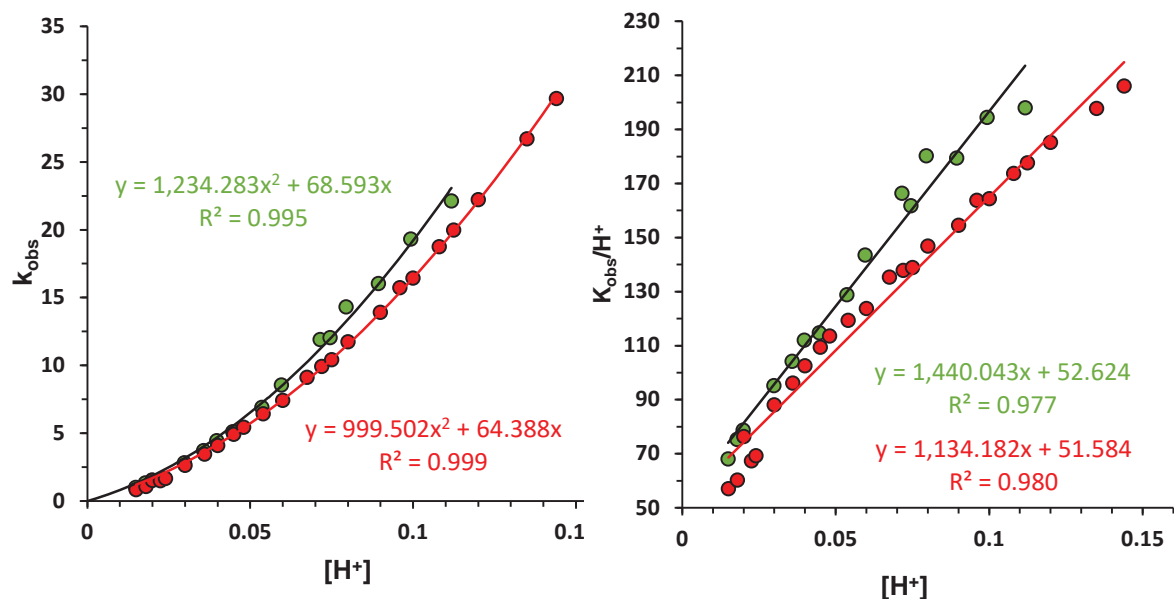 35
30
25
20
15
10
5
0
k_obs
y = 1,234.283x² + 68.593x
R² = 0.995
y = 999.502x² + 64.388x
R² = 0.999
0 0.05 0.1 0.1
[H⁺]
230
210
190
170
150
130
110
90
70
50
K_obs/H⁺
y = 1,440.043x + 52.624
R² = 0.977
y = 1,134.182x + 51.584
R² = 0.980
0 0.05 0.1 0.15
[H⁺]